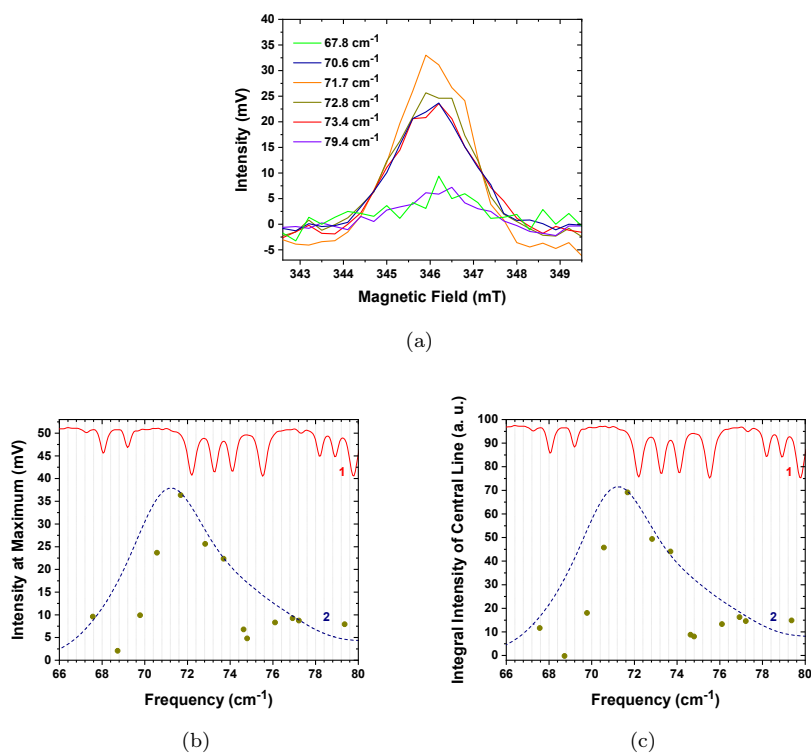 40
35
30
25
20
15
10
5
0
-5
67.8 cm-1
70.6 cm-1
71.7 cm-1
72.8 cm-1
73.4 cm-1
79.4 cm-1
Intensity (mV)
343 344 345 346 347 348 349
Magnetic Field (mT)
(a)
50
45
40
35
30
25
20
15
10
5
0
Intensity at Maximum (mV)
1
2
66 68 70 72 74 76 78 80
Frequency (cm-1)
(b)
100
90
80
70
60
50
40
30
20
10
0
Integral Intensity of Central Line (a. u.)
1
2
66 68 70 72 74 76 78 80
Frequency (cm-1)
(c)